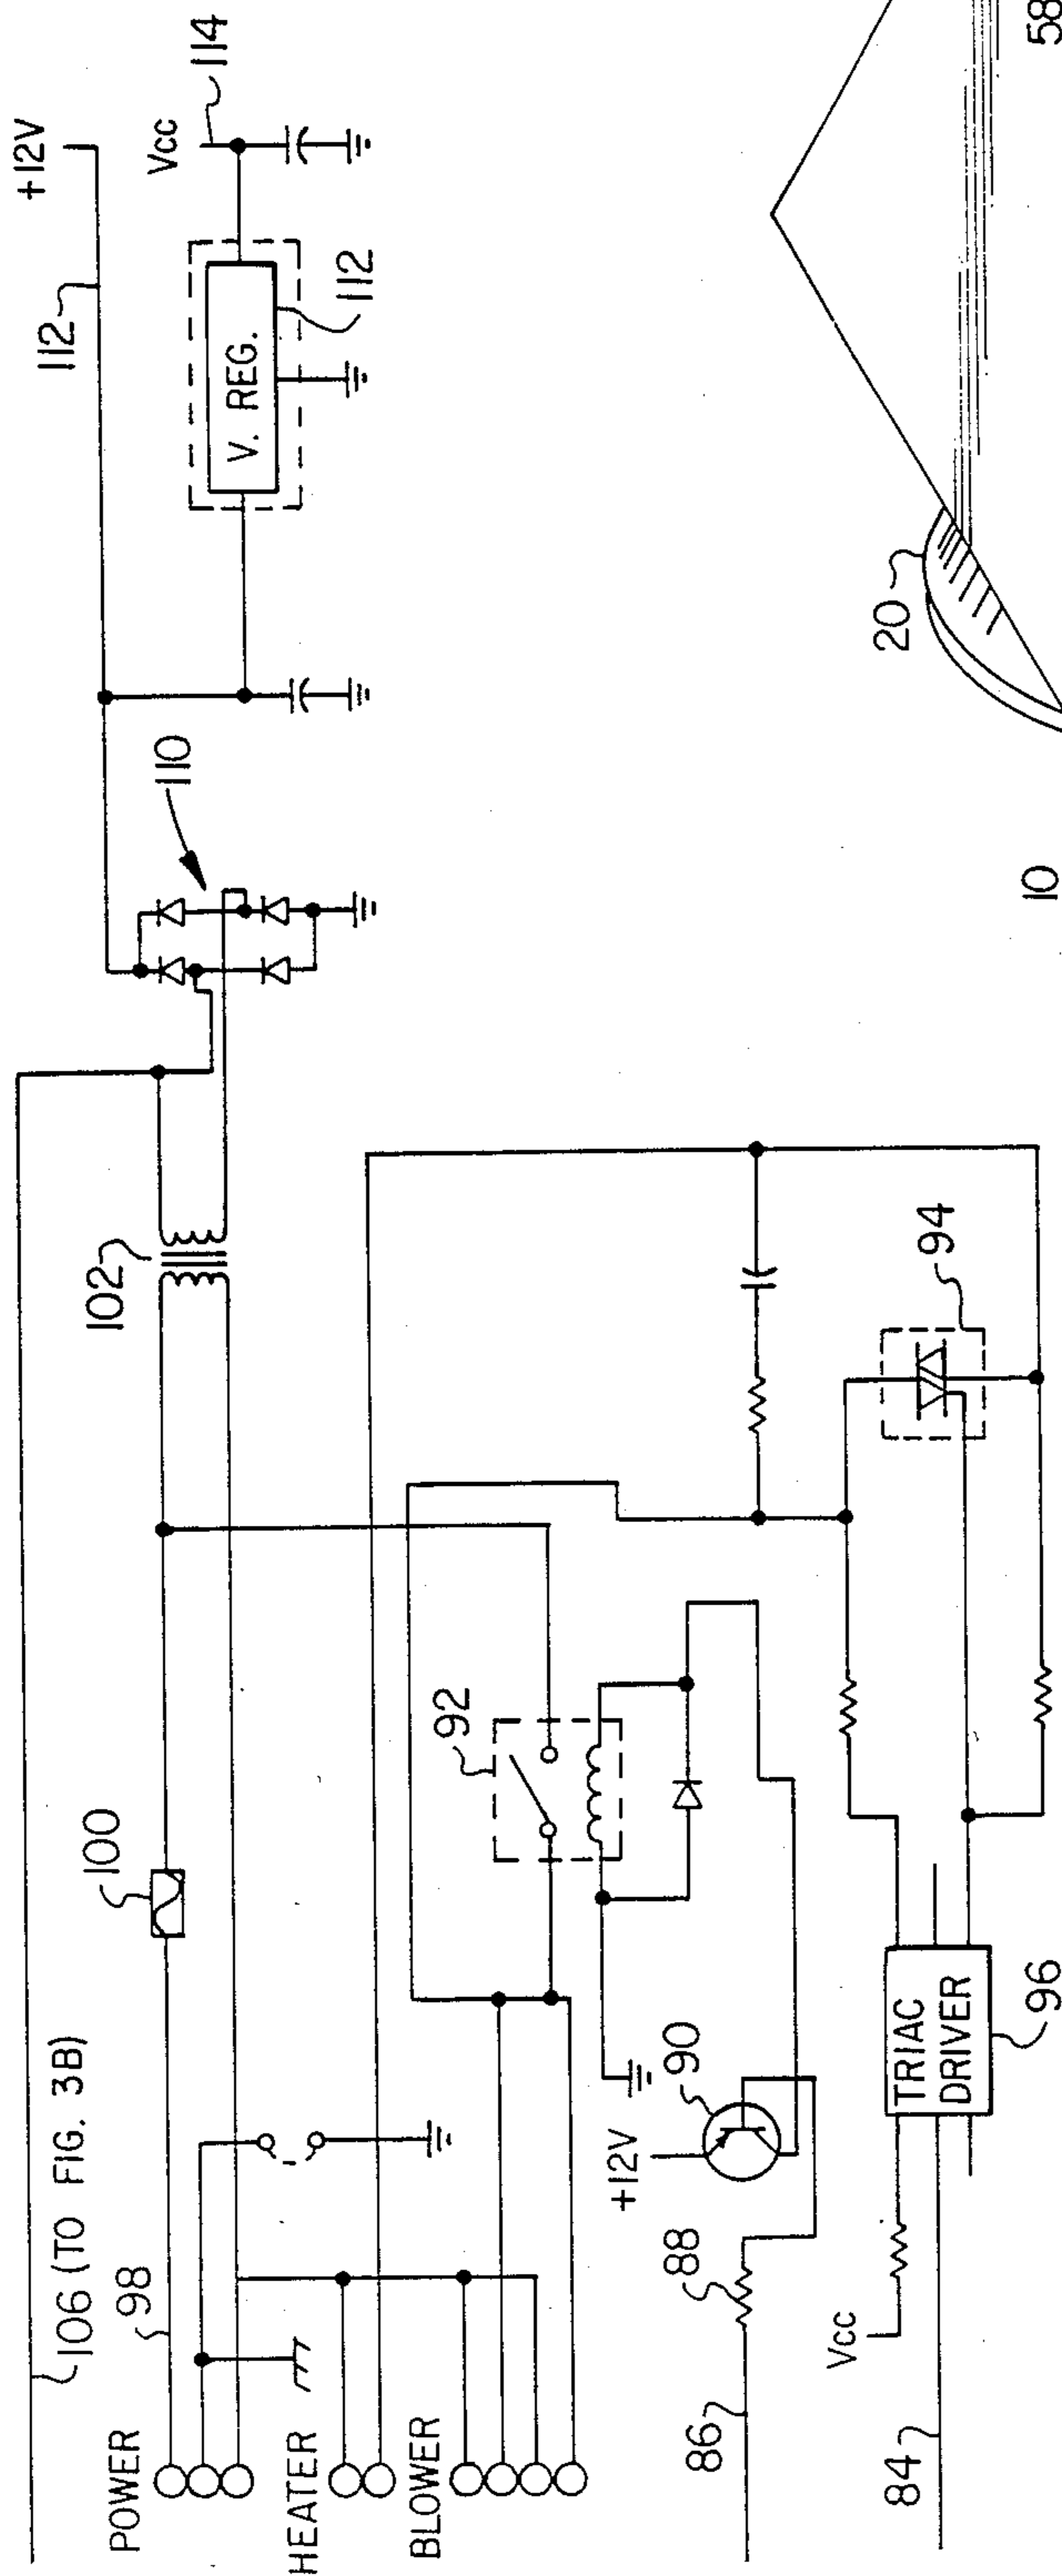 106 (TO FIG. 3B)
POWER
98
100
102
110
112
+12V
V. REG.
112
Vcc
114
HEATER
BLOWER
92
86
88
+12V
90
94
Vcc
84
TRIAC
DRIVER
96
10
20
58